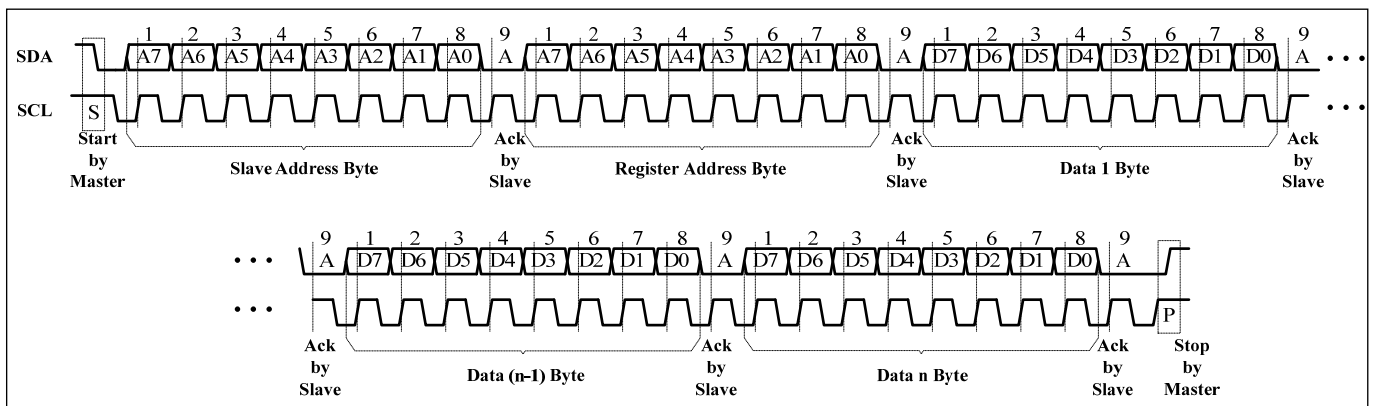 1 2 3 4 5 6 7 8 9 1 2 3 4 5 6 7 8 9 1 2 3 4 5 6 7 8 9
SDA A7 A6 A5 A4 A3 A2 A1 A0 A A7 A6 A5 A4 A3 A2 A1 A0 A D7 D6 D5 D4 D3 D2 D1 D0 A • • •
SCL S • • •
Start by Master
Slave Address Byte
Ack by Slave
Register Address Byte
Ack by Slave
Data 1 Byte
Ack by Slave
9 1 2 3 4 5 6 7 8 9 1 2 3 4 5 6 7 8 9
• • • A D7 D6 D5 D4 D3 D2 D1 D0 A D7 D6 D5 D4 D3 D2 D1 D0 A
• • • P
Ack by Slave
Data (n-1) Byte
Ack by Slave
Data n Byte
Ack by Slave
Stop by Master